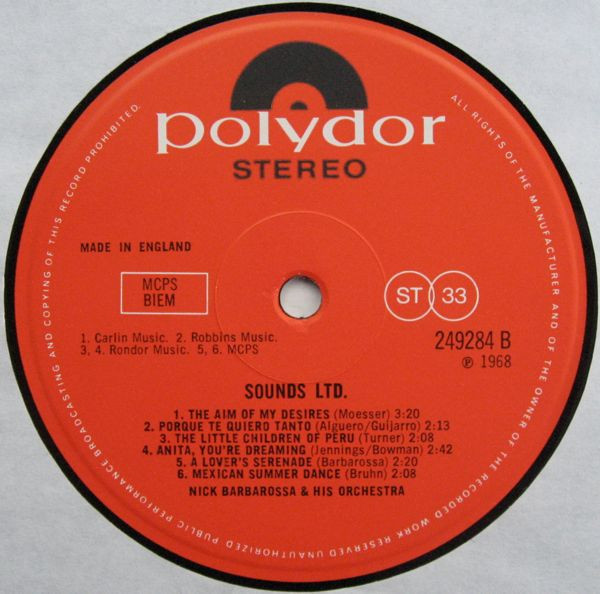 polydor
STEREO
MADE IN ENGLAND
MCPS
BIEM
ST 33
1. Carlin Music. 2. Robbins Music.
3, 4. Rondor Music. 5, 6. MCPS
249284 B
℗ 1968
SOUNDS LTD.
1. THE AIM OF MY DESIRES (Moesser) 3:20
2. PORQUE TE QUIERO TANTO (Alguero/Guijarro) 2:13
3. THE LITTLE CHILDREN OF PERU (Turner) 2:08
4. ANITA, YOU'RE DREAMING (Jennings/Bowman) 2:42
5. A LOVER'S SERENADE (Barbarossa) 2:20
6. MEXICAN SUMMER DANCE (Bruhn) 2:08
NICK BARBAROSSA & HIS ORCHESTRA
ALL RIGHTS OF THE MANUFACTURER AND OF THE OWNER OF THE RECORDED WORK RESERVED UNAUTHORIZED PUBLIC PERFORMANCE BROADCASTING AND COPYING OF THIS RECORD PROHIBITED.